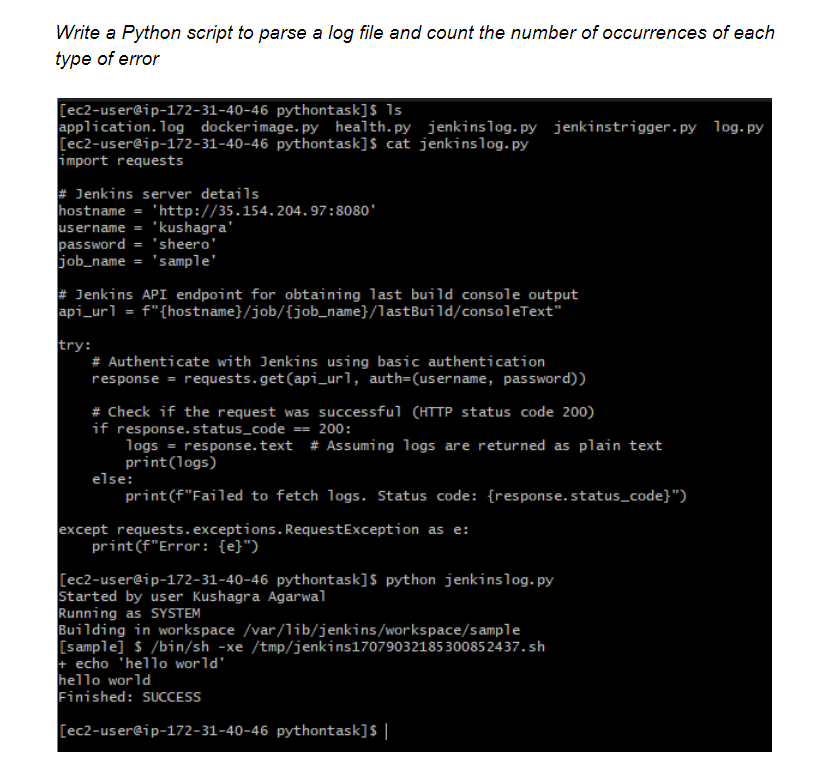 Write a Python script to parse a log file and count the number of occurrences of each
type of error
[ec2-user@ip-172-31-40-46 pythontask]$ ls
application.log  dockerimage.py  health.py  jenkinslog.py  jenkinstrigger.py  log.py
[ec2-user@ip-172-31-40-46 pythontask]$ cat jenkinslog.py
import requests

# Jenkins server details
hostname = 'http://35.154.204.97:8080'
username = 'kushagra'
password = 'sheero'
job_name = 'sample'

# Jenkins API endpoint for obtaining last build console output
api_url = f"{hostname}/job/{job_name}/lastBuild/consoleText"

try:
    # Authenticate with Jenkins using basic authentication
    response = requests.get(api_url, auth=(username, password))

    # Check if the request was successful (HTTP status code 200)
    if response.status_code == 200:
        logs = response.text  # Assuming logs are returned as plain text
        print(logs)
    else:
        print(f"Failed to fetch logs. Status code: {response.status_code}")

except requests.exceptions.RequestException as e:
    print(f"Error: {e}")

[ec2-user@ip-172-31-40-46 pythontask]$ python jenkinslog.py
Started by user Kushagra Agarwal
Running as SYSTEM
Building in workspace /var/lib/jenkins/workspace/sample
[sample] $ /bin/sh -xe /tmp/jenkins17079032185300852437.sh
+ echo 'hello world'
hello world
Finished: SUCCESS

[ec2-user@ip-172-31-40-46 pythontask]$